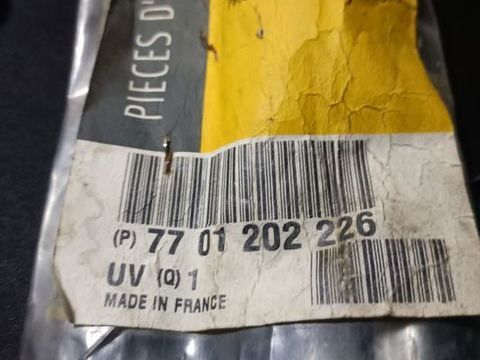 PIECES D'
(P) 77 01 202 226
UV (Q) 1
MADE IN FRANCE